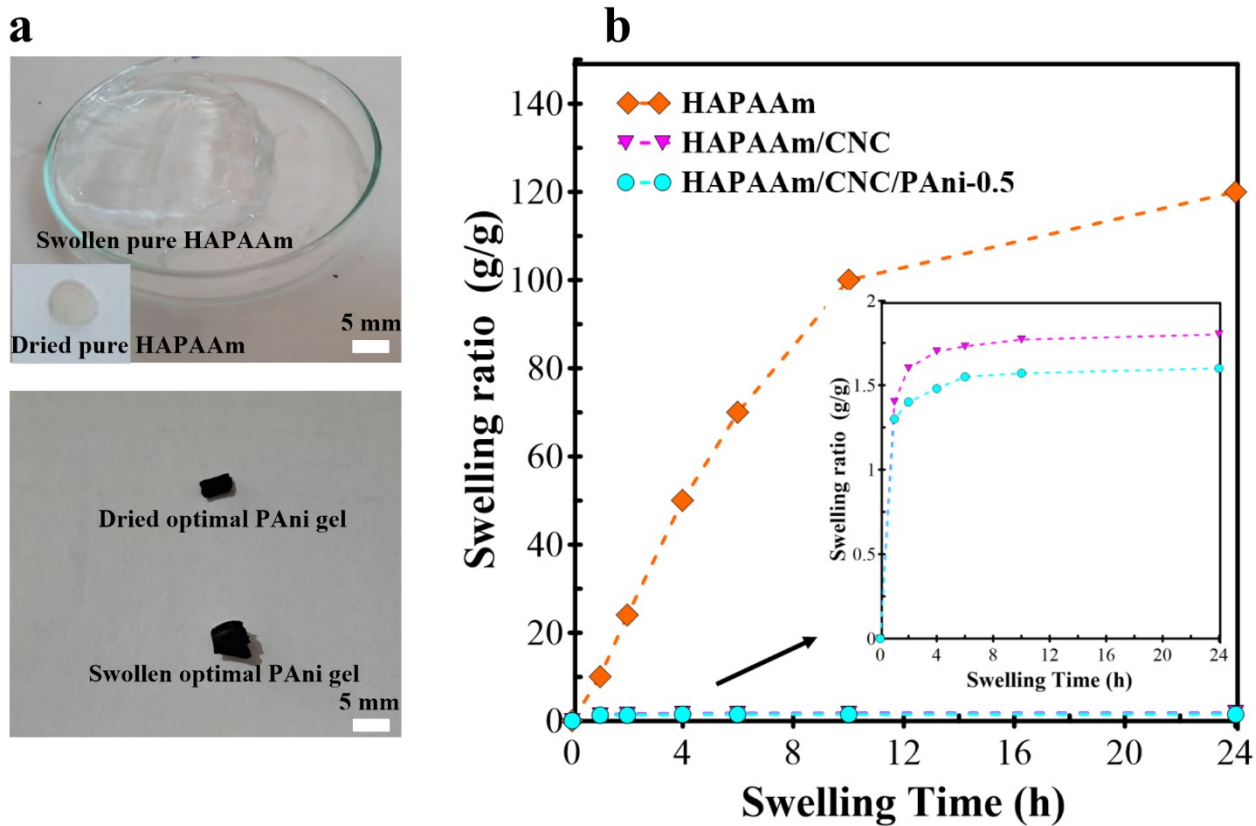 a
Swollen pure HAPAAm
Dried pure HAPAAm
5 mm
Dried optimal PAni gel
Swollen optimal PAni gel
5 mm
b
HAPAAm
HAPAAm/CNC
HAPAAm/CNC/PAni-0.5
Swelling ratio (g/g)
140
120
100
80
60
40
20
0
0
4
8
12
16
20
24
Swelling Time (h)
Swelling ratio (g/g)
2
1.5
1
0.5
0
0
4
8
12
16
20
24
Swelling Time (h)